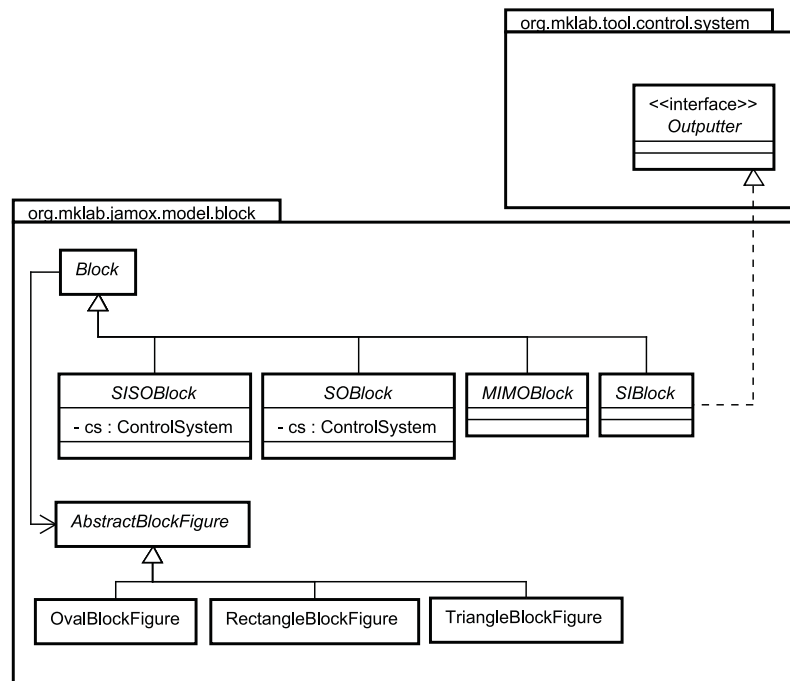 org.mklab.tool.control.system
<<interface>>
Outputter
org.mklab.jamox.model.block
Block
SISOBlock
- cs : ControlSystem
SOBlock
- cs : ControlSystem
MIMOBlock
SIBlock
AbstractBlockFigure
OvalBlockFigure
RectangleBlockFigure
TriangleBlockFigure